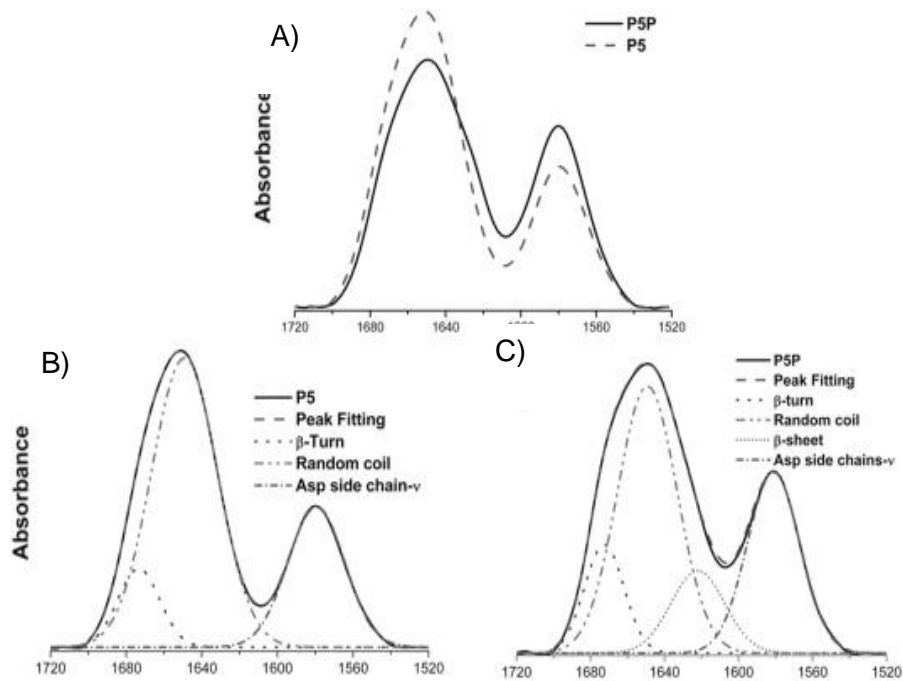 A)
P5P
P5
Absorbance
1720 1680 1640 1600 1560 1520
B)
P5
Peak Fitting
β-Turn
Random coil
Asp side chain-ν
Absorbance
1720 1680 1640 1600 1560 1520
C)
P5P
Peak Fitting
β-turn
Random coil
β-sheet
Asp side chains-ν
1720 1680 1640 1600 1560 1520